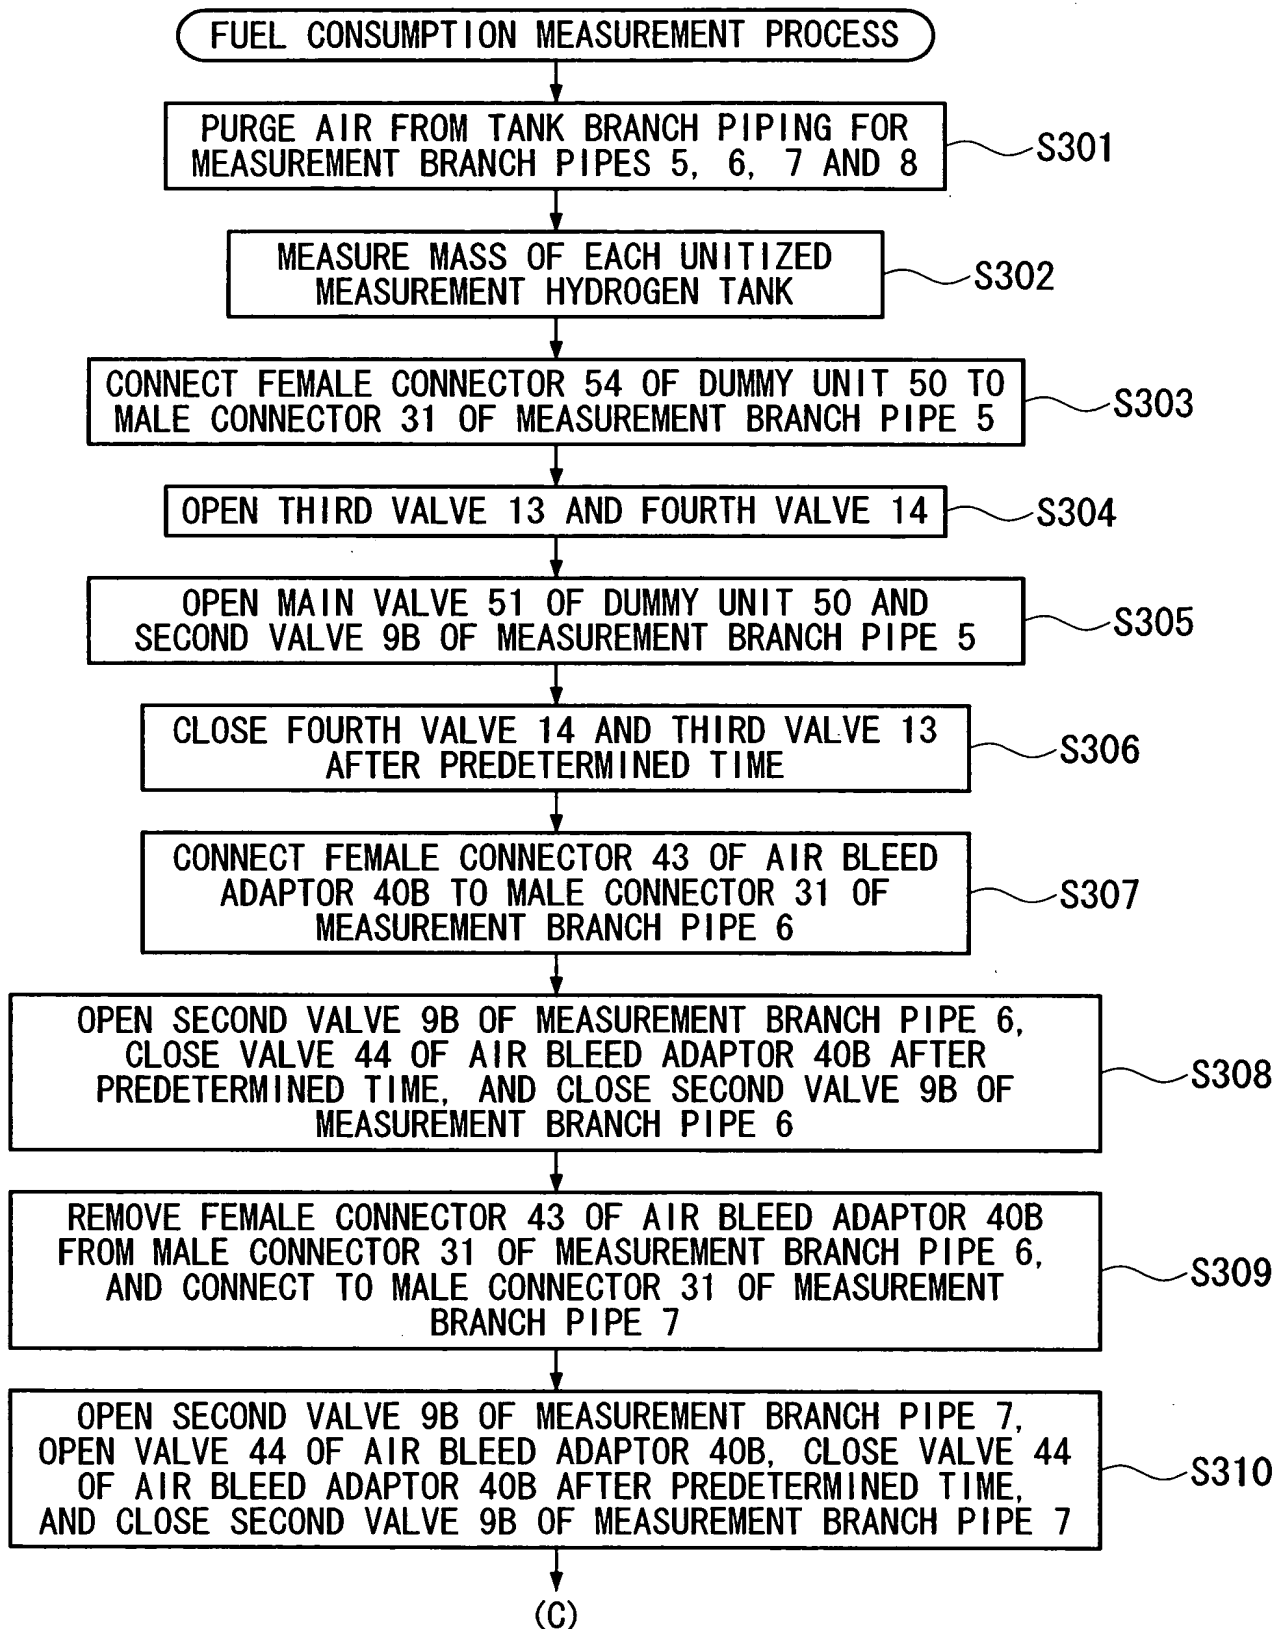 FUEL CONSUMPTION MEASUREMENT PROCESS
PURGE AIR FROM TANK BRANCH PIPING FOR
MEASUREMENT BRANCH PIPES 5, 6, 7 AND 8
S301
MEASURE MASS OF EACH UNITIZED
MEASUREMENT HYDROGEN TANK
S302
CONNECT FEMALE CONNECTOR 54 OF DUMMY UNIT 50 TO
MALE CONNECTOR 31 OF MEASUREMENT BRANCH PIPE 5
S303
OPEN THIRD VALVE 13 AND FOURTH VALVE 14
S304
OPEN MAIN VALVE 51 OF DUMMY UNIT 50 AND
SECOND VALVE 9B OF MEASUREMENT BRANCH PIPE 5
S305
CLOSE FOURTH VALVE 14 AND THIRD VALVE 13
AFTER PREDETERMINED TIME
S306
CONNECT FEMALE CONNECTOR 43 OF AIR BLEED
ADAPTOR 40B TO MALE CONNECTOR 31 OF
MEASUREMENT BRANCH PIPE 6
S307
OPEN SECOND VALVE 9B OF MEASUREMENT BRANCH PIPE 6,
CLOSE VALVE 44 OF AIR BLEED ADAPTOR 40B AFTER
PREDETERMINED TIME, AND CLOSE SECOND VALVE 9B OF
MEASUREMENT BRANCH PIPE 6
S308
REMOVE FEMALE CONNECTOR 43 OF AIR BLEED ADAPTOR 40B
FROM MALE CONNECTOR 31 OF MEASUREMENT BRANCH PIPE 6,
AND CONNECT TO MALE CONNECTOR 31 OF MEASUREMENT
BRANCH PIPE 7
S309
OPEN SECOND VALVE 9B OF MEASUREMENT BRANCH PIPE 7,
OPEN VALVE 44 OF AIR BLEED ADAPTOR 40B, CLOSE VALVE 44
OF AIR BLEED ADAPTOR 40B AFTER PREDETERMINED TIME,
AND CLOSE SECOND VALVE 9B OF MEASUREMENT BRANCH PIPE 7
S310
(C)